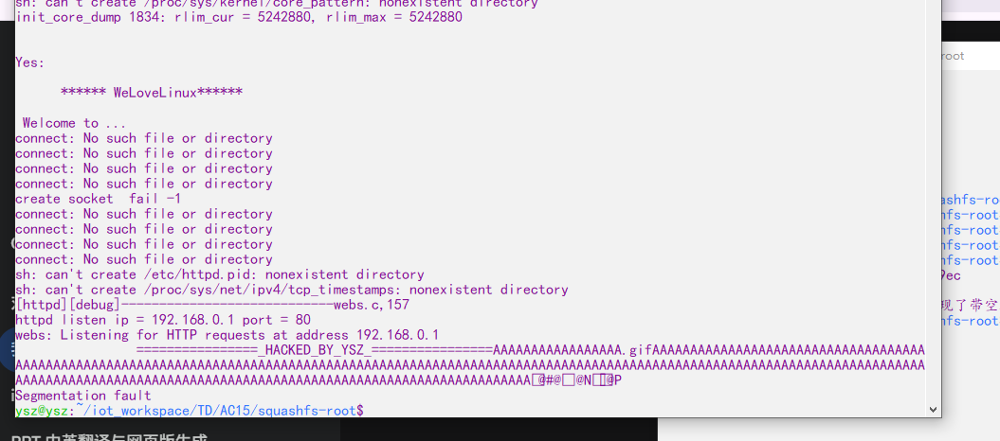 sh: can't create /proc/sys/kernel/core_pattern: nonexistent directory
init_core_dump 1834: rlim_cur = 5242880, rlim_max = 5242880
Yes:
****** WeLoveLinux******
Welcome to ...
connect: No such file or directory
connect: No such file or directory
connect: No such file or directory
connect: No such file or directory
create socket  fail -1
connect: No such file or directory
connect: No such file or directory
connect: No such file or directory
connect: No such file or directory
sh: can't create /etc/httpd.pid: nonexistent directory
sh: can't create /proc/sys/net/ipv4/tcp_timestamps: nonexistent directory
[httpd][debug]----------------------------webs.c,157
httpd listen ip = 192.168.0.1 port = 80
webs: Listening for HTTP requests at address 192.168.0.1
================_HACKED_BY_YSZ_================AAAAAAAAAAAAAAAAA.gifAAAAAAAAAAAAAAAAAAAAAAAAAAAAAAAAAAAA
AAAAAAAAAAAAAAAAAAAAAAAAAAAAAAAAAAAAAAAAAAAAAAAAAAAAAAAAAAAAAAAAAAAAAAAAAAAAAAAAAAAAAAAAAAAAAAAAAAAAAAAAAAAAAAAAAAAAAAAA
AAAAAAAAAAAAAAAAAAAAAAAAAAAAAAAAAAAAAAAAAAAAAAAAAAAAAAAAAAAAAAAAAAAA@#@@N@P
Segmentation fault
ysz@ysz:~/iot_workspace/TD/AC15/squashfs-root$
root
ashfs-ro
hfs-root
hfs-root
hfs-root
hfs-root
9ec
现了带空
hfs-root
PPT 中英翻译与网页版生成